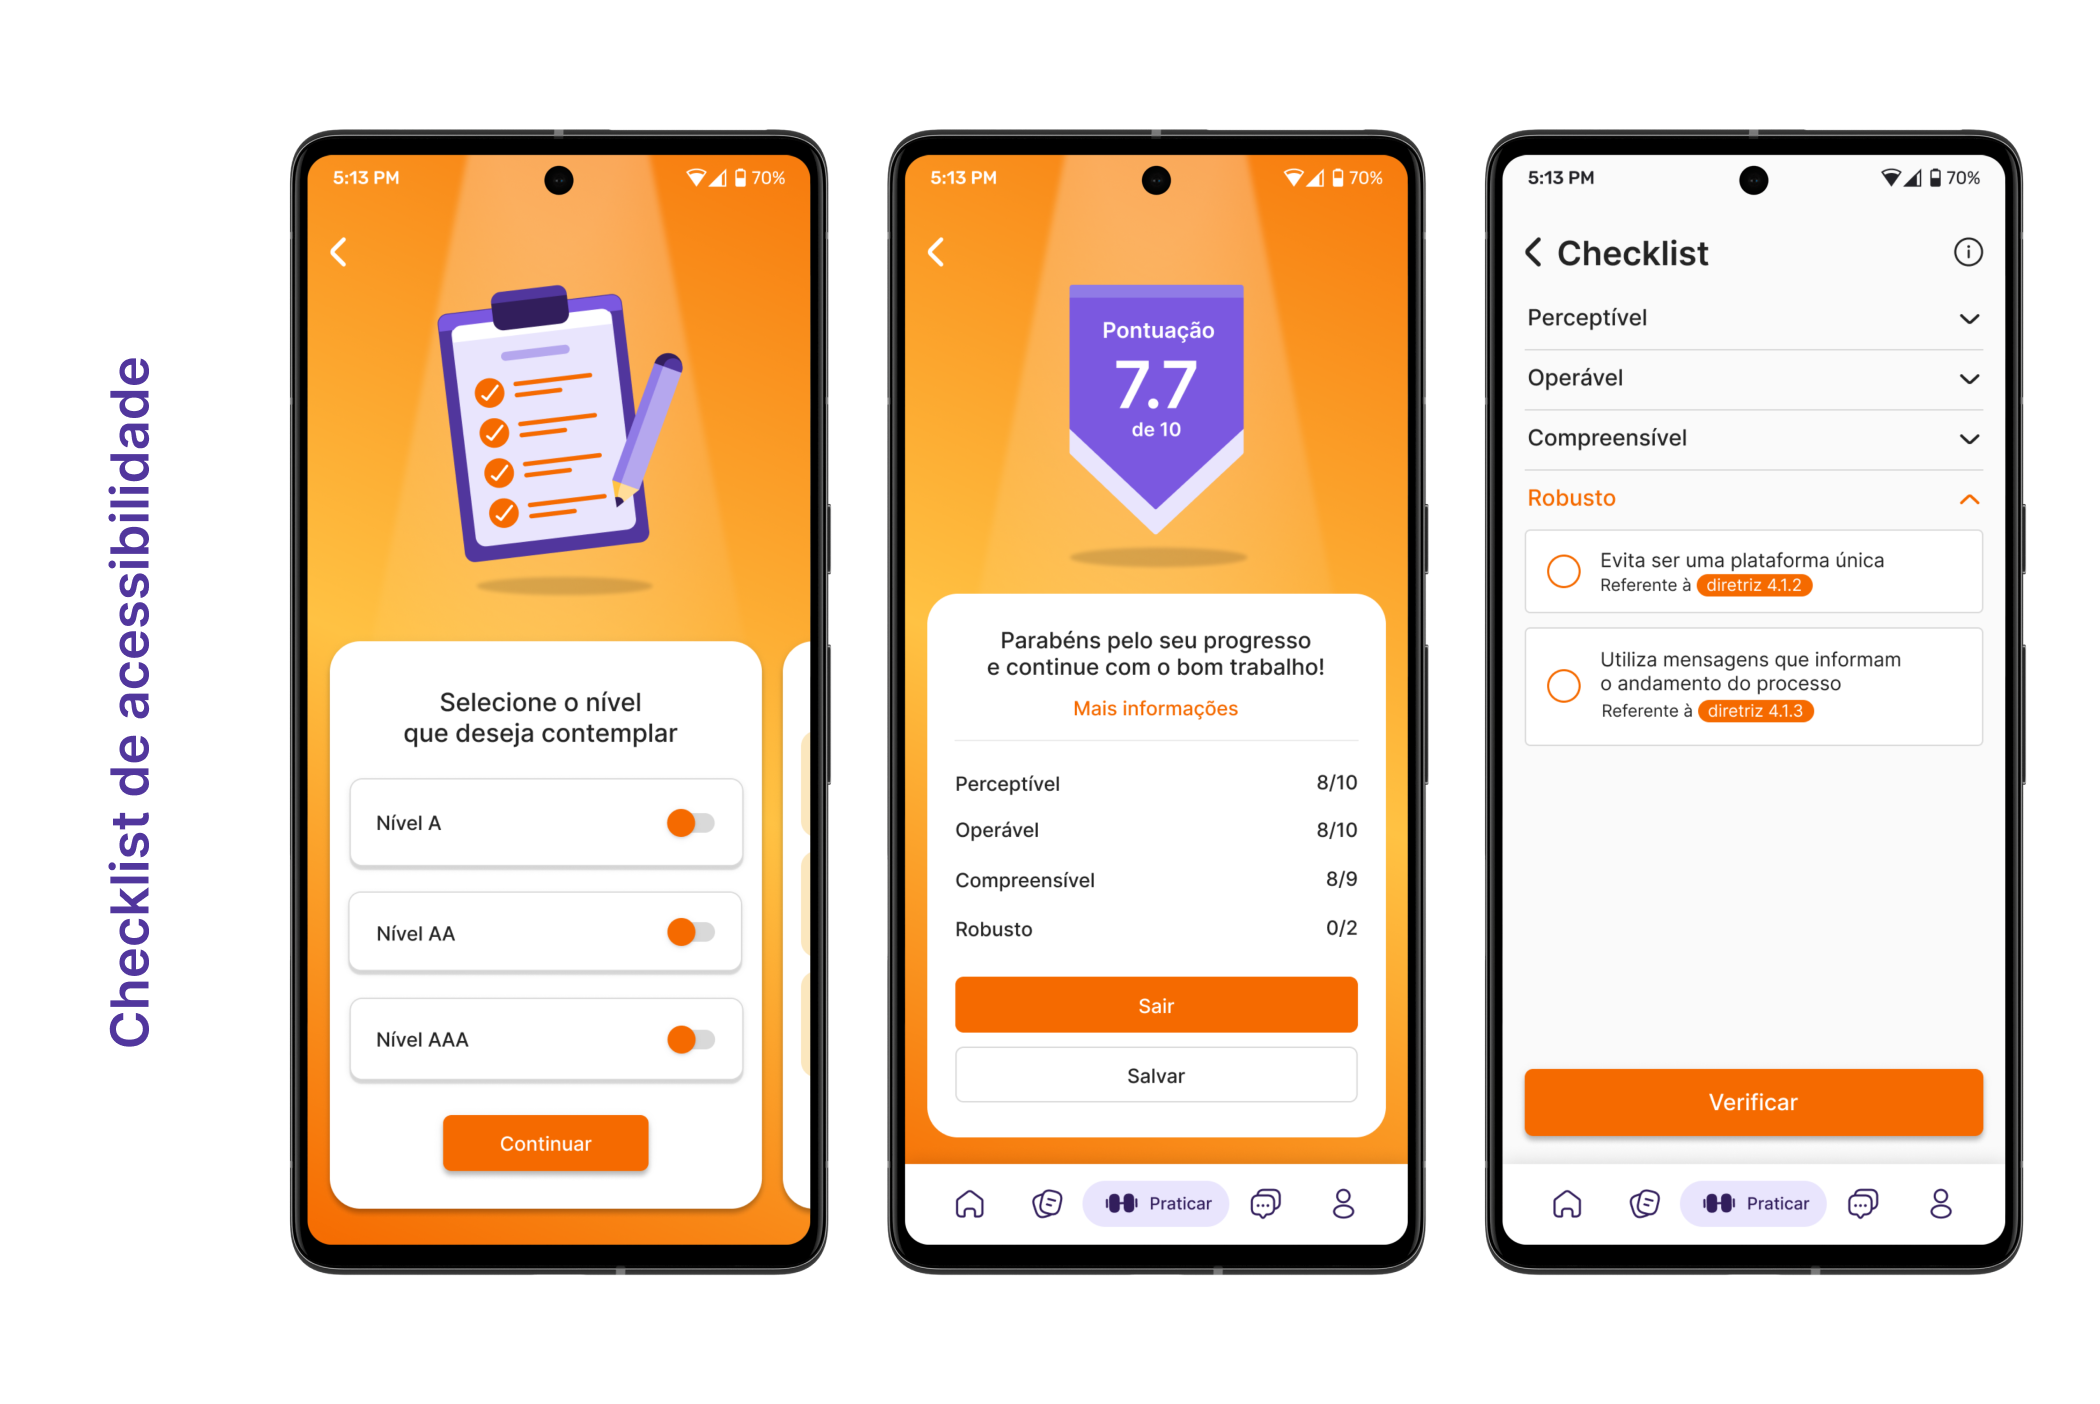 Checklist de acessibilidade
5:13 PM
70%
Selecione o nível
que deseja contemplar
Nível A
Nível AA
Nível AAA
Continuar
5:13 PM
70%
Pontuação
7.7
de 10
Parabéns pelo seu progresso
e continue com o bom trabalho!
Mais informações
Perceptível 8/10
Operável 8/10
Compreensível 8/9
Robusto 0/2
Sair
Salvar
Praticar
5:13 PM
70%
Checklist
Perceptível
Operável
Compreensível
Robusto
Evita ser uma plataforma única
Referente à diretriz 4.1.2
Utiliza mensagens que informam
o andamento do processo
Referente à diretriz 4.1.3
Verificar
Praticar